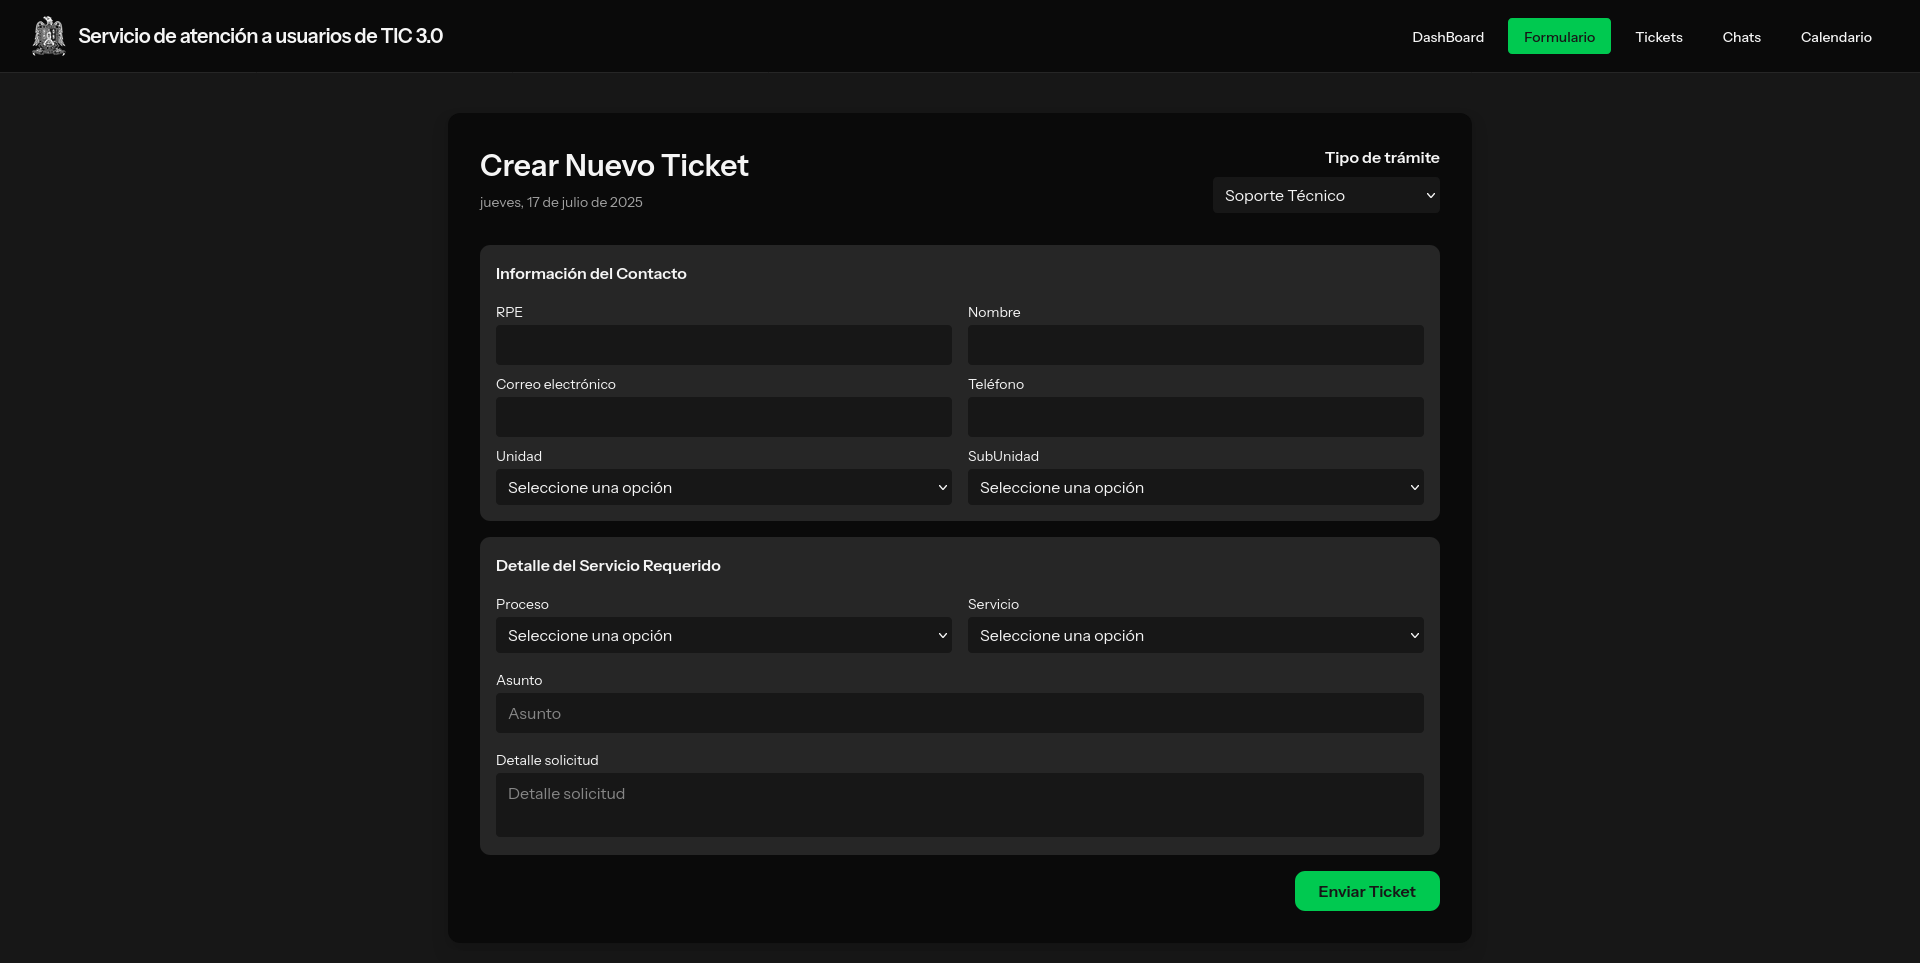 Servicio de atención a usuarios de TIC 3.0
DashBoard
Formulario
Tickets
Chats
Calendario
Crear Nuevo Ticket
jueves, 17 de julio de 2025
Tipo de trámite
Soporte Técnico
Información del Contacto
RPE
Nombre
Correo electrónico
Teléfono
Unidad
SubUnidad
Seleccione una opción
Seleccione una opción
Detalle del Servicio Requerido
Proceso
Servicio
Seleccione una opción
Seleccione una opción
Asunto
Asunto
Detalle solicitud
Detalle solicitud
Enviar Ticket